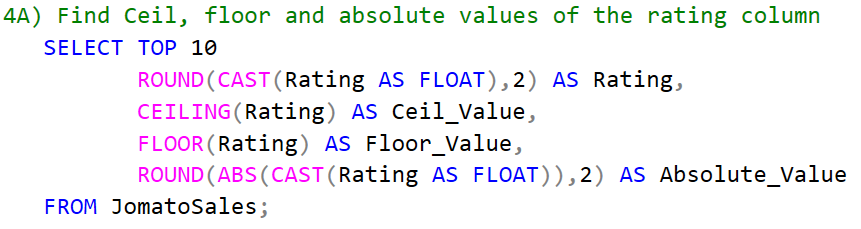 4A) Find Ceil, floor and absolute values of the rating column
SELECT TOP 10
ROUND(CAST(Rating AS FLOAT),2) AS Rating,
CEILING(Rating) AS Ceil_Value,
FLOOR(Rating) AS Floor_Value,
ROUND(ABS(CAST(Rating AS FLOAT)),2) AS Absolute_Value
FROM JomatoSales;